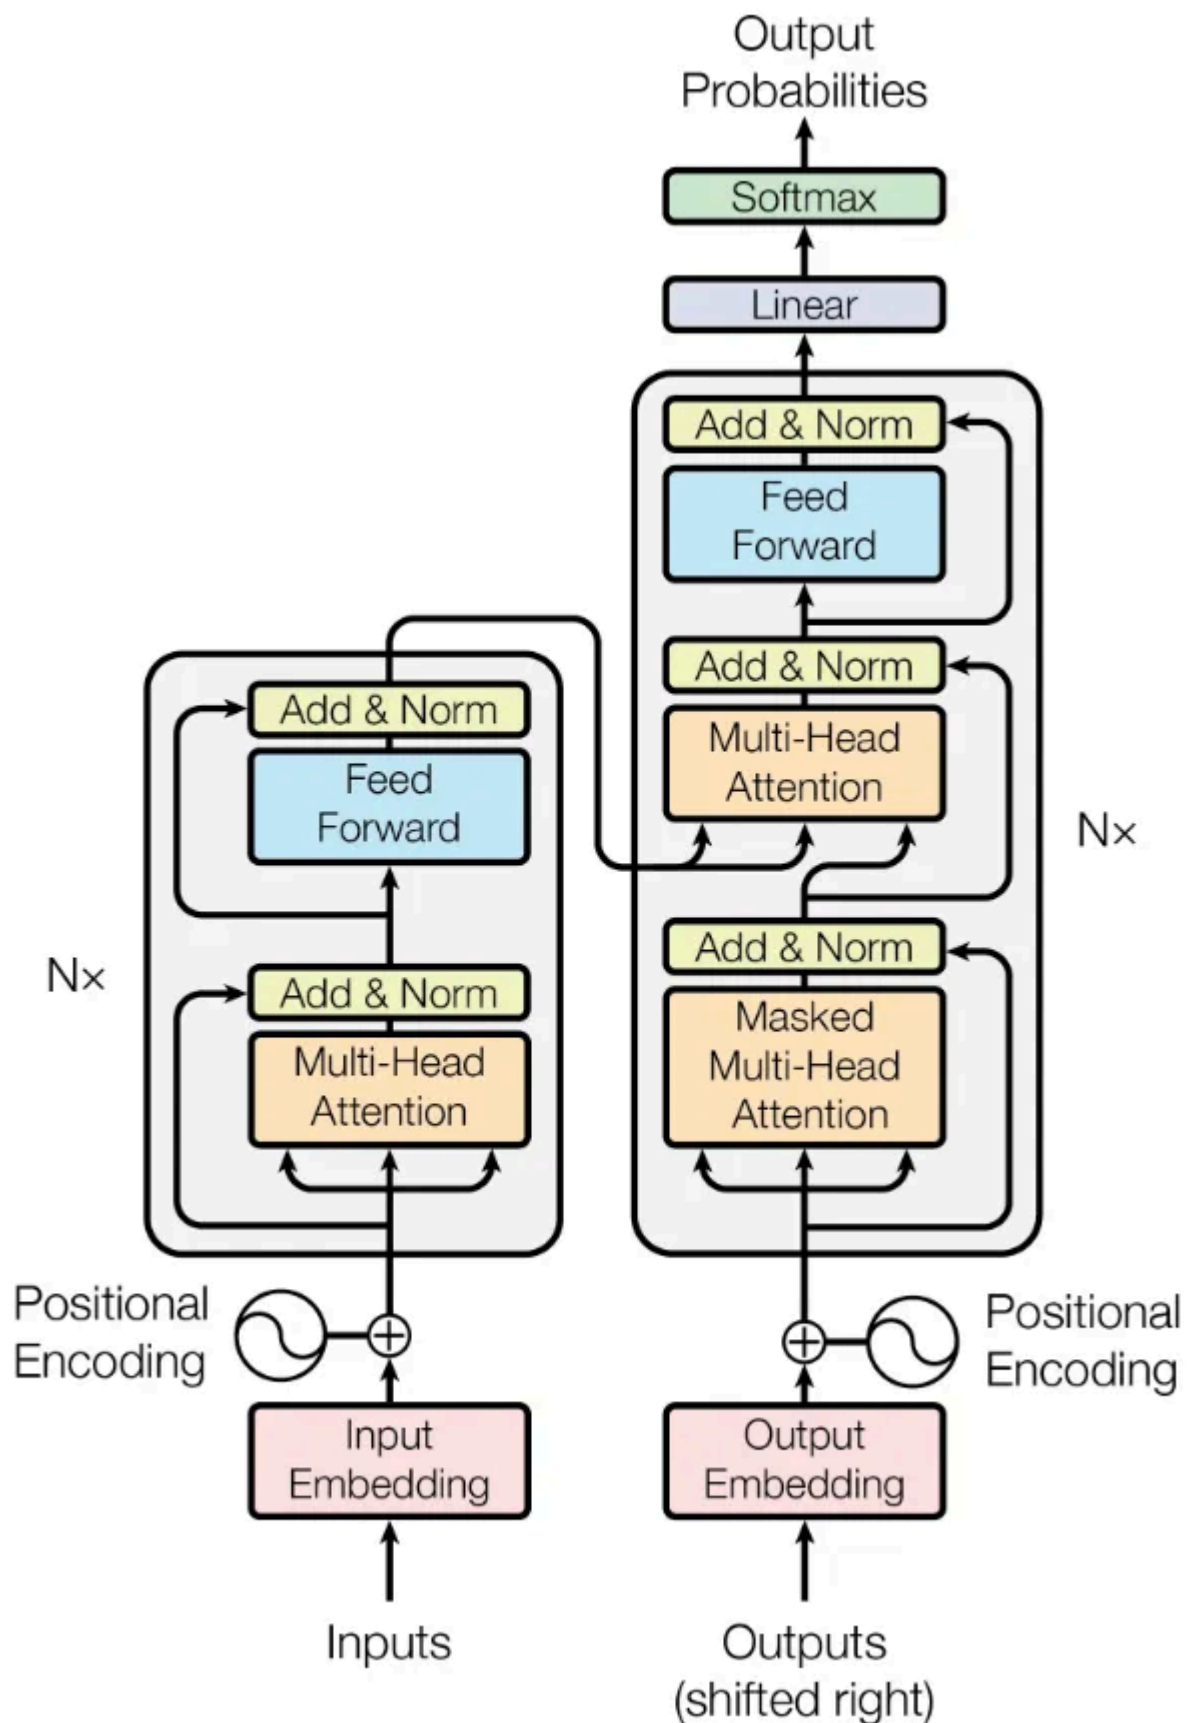 Output
Probabilities
Softmax
Linear
Add & Norm
Feed
Forward
Add & Norm
Multi-Head
Attention
Nx
Add & Norm
Masked
Multi-Head
Attention
Add & Norm
Feed
Forward
Nx
Add & Norm
Multi-Head
Attention
Positional
Encoding
Positional
Encoding
Input
Embedding
Output
Embedding
Inputs
Outputs
(shifted right)